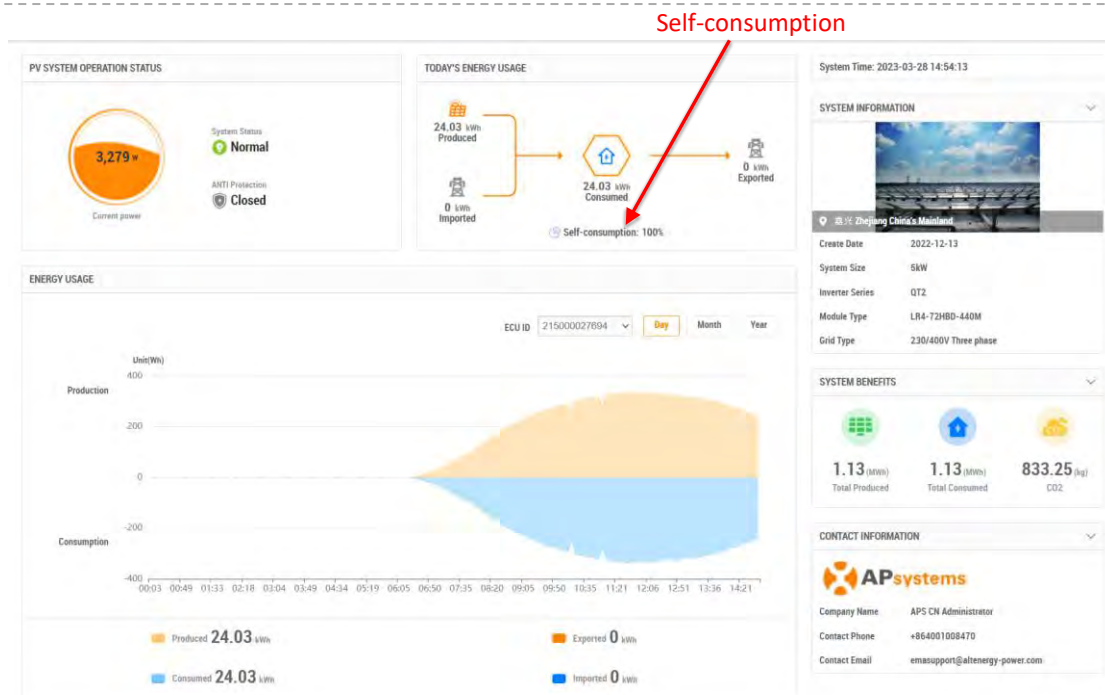 Self-consumption
PV SYSTEM OPERATION STATUS
3,279 W
Current power
System Status
Normal
ANTI Protection
Closed
TODAY'S ENERGY USAGE
24.03 kWh
Produced
0 kWh
Imported
24.03 kWh
Consumed
0 kWh
Exported
Self-consumption: 100%
System Time: 2023-03-28 14:54:13
SYSTEM INFORMATION
嘉兴 Zhejiang China's Mainland
Create Date 2022-12-13
System Size 5kW
Inverter Series QT2
Module Type LR4-72HBD-440M
Grid Type 230/400V Three phase
ENERGY USAGE
ECU ID 215000027694 Day Month Year
Unit(Wh)
400
Production
200
0
-200
Consumption
-400
00:03 00:49 01:33 02:18 03:04 03:49 04:34 05:19 06:05 06:50 07:35 08:20 09:05 09:50 10:35 11:21 12:06 12:51 13:36 14:21
Produced 24.03 kWh
Exported 0 kWh
Consumed 24.03 kWh
Imported 0 kWh
SYSTEM BENEFITS
1.13 (MWh)
Total Produced
1.13 (MWh)
Total Consumed
833.25 (kg)
CO2
CONTACT INFORMATION
APsystems
Company Name APS CN Administrator
Contact Phone +864001008470
Contact Email emasupport@altenergy-power.com